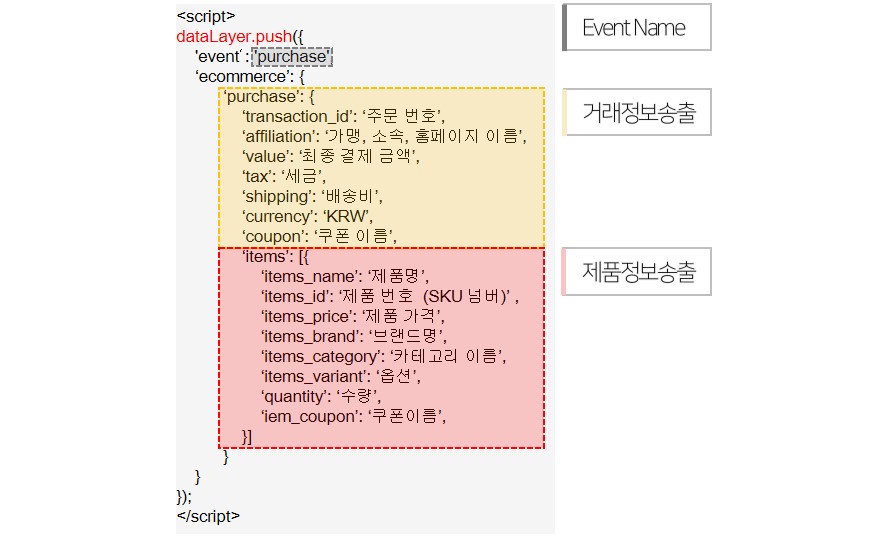 <script>
dataLayer.push({
'event‘: 'purchase'
‘ecommerce’: {
‘purchase’: {
‘transaction_id’: ‘주문 번호’,
‘affiliation’: ‘가맹, 소속, 홈페이지 이름’,
‘value’: ‘최종 결제 금액’,
‘tax’: ‘세금’,
‘shipping’: ‘배송비’,
‘currency’: ‘KRW’,
‘coupon’: ‘쿠폰 이름’,
‘items’: [{
‘items_name’: ‘제품명’,
‘items_id’: ‘제품 번호 (SKU 넘버)’ ,
‘items_price’: ‘제품 가격’,
‘items_brand’: ‘브랜드명’,
‘items_category’: ‘카테고리 이름’,
‘items_variant’: ‘옵션’,
‘quantity’: ‘수량’,
‘iem_coupon’: ‘쿠폰이름’,
}]
}
}
});
</script>
Event Name
거래정보송출
제품정보송출